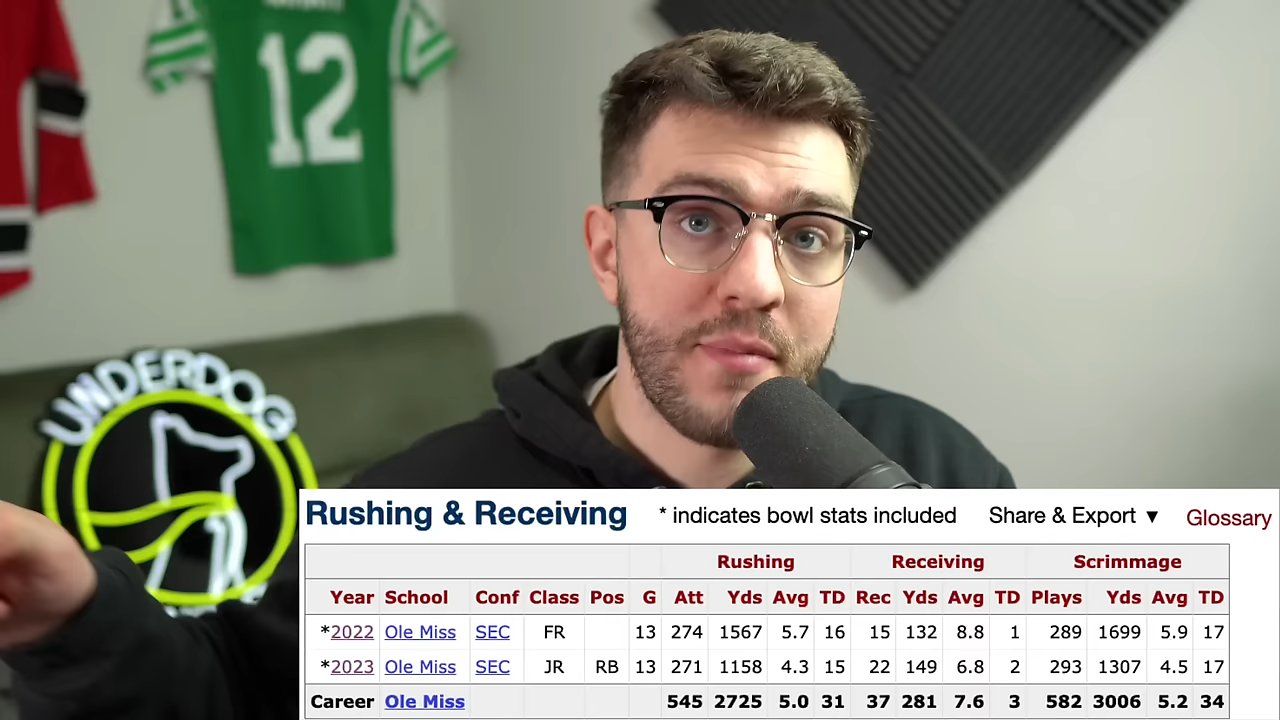 12
UNDERDOG
Rushing & Receiving * indicates bowl stats included Share & Export ▼ Glossary
Rushing Receiving Scrimmage
Year School Conf Class Pos G Att Yds Avg TD Rec Yds Avg TD Plays Yds Avg TD
*2022 Ole Miss SEC FR 13 274 1567 5.7 16 15 132 8.8 1 289 1699 5.9 17
*2023 Ole Miss SEC JR RB 13 271 1158 4.3 15 22 149 6.8 2 293 1307 4.5 17
Career Ole Miss 545 2725 5.0 31 37 281 7.6 3 582 3006 5.2 34